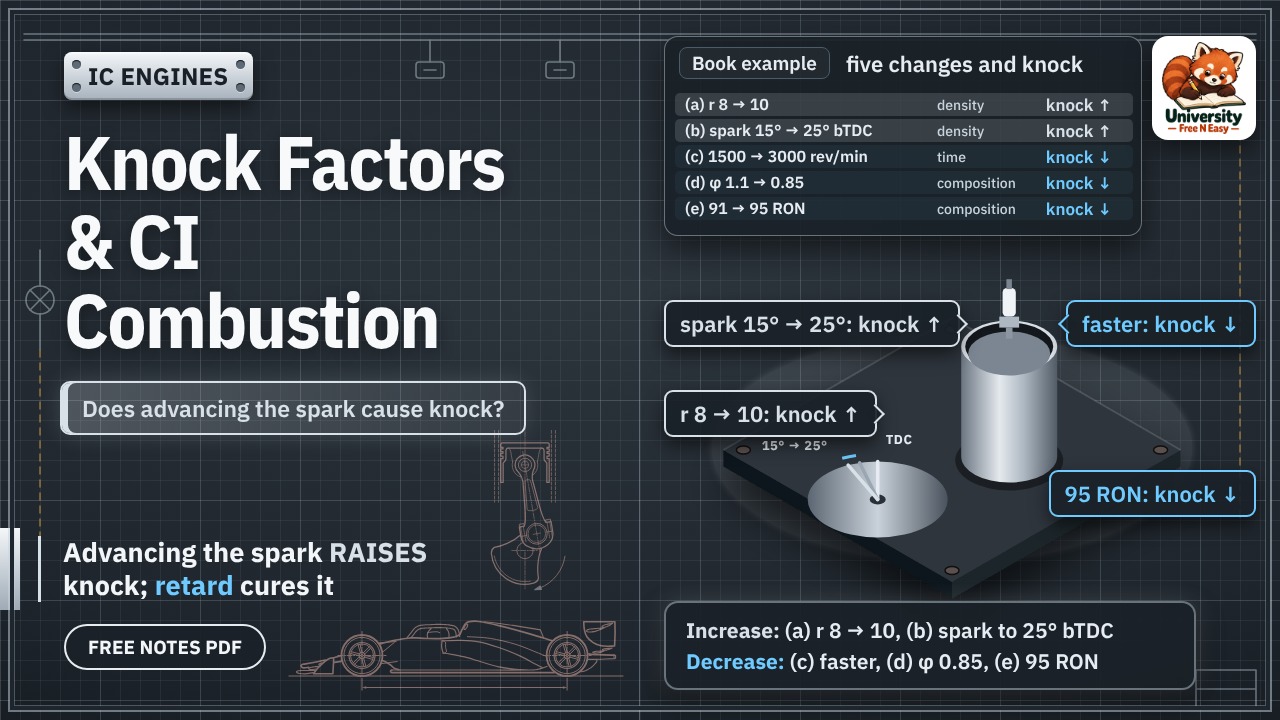 IC ENGINES
Knock Factors
& CI
Combustion
Does advancing the spark cause knock?
Advancing the spark RAISES
knock; retard cures it
FREE NOTES PDF
Book example five changes and knock
(a) r 8 → 10 density knock ↑
(b) spark 15° → 25° bTDC density knock ↑
(c) 1500 → 3000 rev/min time knock ↓
(d) φ 1.1 → 0.85 composition knock ↓
(e) 91 → 95 RON composition knock ↓
University
Free N Easy
spark 15° → 25°: knock ↑
faster: knock ↓
r 8 → 10: knock ↑
15° → 25°
TDC
95 RON: knock ↓
Increase: (a) r 8 → 10, (b) spark to 25° bTDC
Decrease: (c) faster, (d) φ 0.85, (e) 95 RON